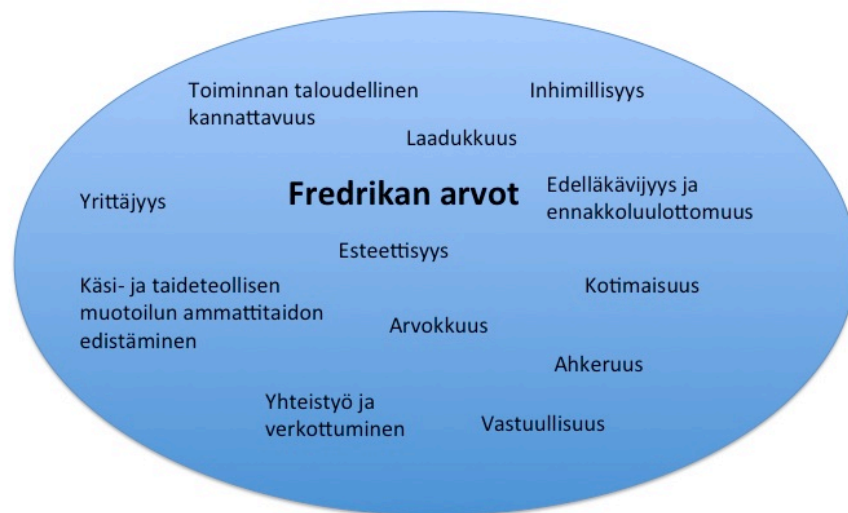 Toiminnan taloudellinen
kannattavuus
Inhimillisyys
Laadukkuus
Fredrikan arvot
Edelläkävijyys ja
ennakkoluulottomuus
Yrittäjyys
Esteettisyys
Käsi- ja taideteollisen
muotoilun ammattitaidon
edistäminen
Kotimaisuus
Arvokkuus
Ahkeruus
Yhteistyö ja
verkottuminen
Vastuullisuus